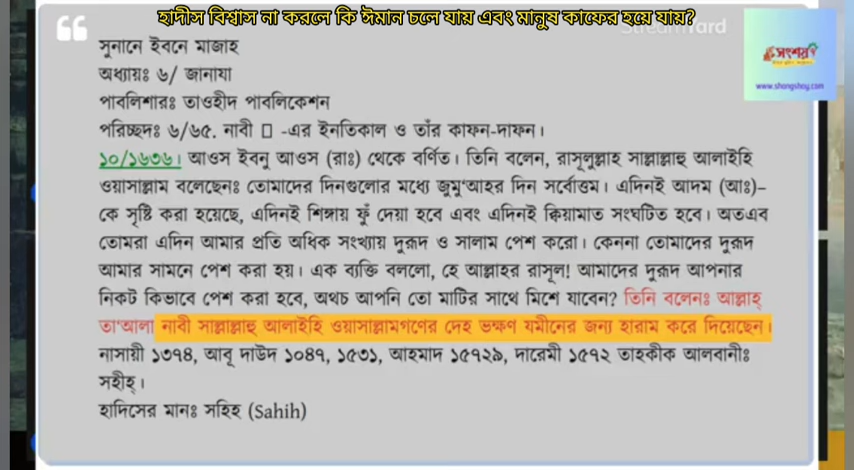 হাদীস বিশ্বাস না করলে কি ঈমান চলে যায় এবং মানুষ কাফের হয়ে যায়?
StreamYard
সংশয়
www.shongshoy.com
সুনানে ইবনে মাজাহ
অধ্যায়ঃ ৬/ জানাযা
পাবলিশারঃ তাওহীদ পাবলিকেশন
পরিচ্ছদঃ ৬/৬৫. নাবী -এর ইনতিকাল ও তাঁর কাফন-দাফন।
১০/১৬৩৬। আওস ইবনু আওস (রাঃ) থেকে বর্ণিত। তিনি বলেন, রাসূলুল্লাহ সাল্লাল্লাহু আলাইহি
ওয়াসাল্লাম বলেছেনঃ তোমাদের দিনগুলোর মধ্যে জুমু'আহর দিন সর্বোত্তম। এদিনই আদম (আঃ)–
কে সৃষ্টি করা হয়েছে, এদিনই শিঙ্গায় ফুঁ দেয়া হবে এবং এদিনই ক্বিয়ামাত সংঘটিত হবে। অতএব
তোমরা এদিন আমার প্রতি অধিক সংখ্যায় দুরূদ ও সালাম পেশ করো। কেননা তোমাদের দুরূদ
আমার সামনে পেশ করা হয়। এক ব্যক্তি বললো, হে আল্লাহর রাসূল! আমাদের দুরূদ আপনার
নিকট কিভাবে পেশ করা হবে, অথচ আপনি তো মাটির সাথে মিশে যাবেন? তিনি বলেনঃ আল্লাহ্
তা'আলা নাবী সাল্লাল্লাহু আলাইহি ওয়াসাল্লামগণের দেহ ভক্ষণ যমীনের জন্য হারাম করে দিয়েছেন।
নাসায়ী ১৩৭৪, আবূ দাউদ ১০৪৭, ১৫৩১, আহমাদ ১৫৭২৯, দারেমী ১৫৭২ তাহকীক আলবানীঃ
সহীহ্।
হাদিসের মানঃ সহিহ (Sahih)